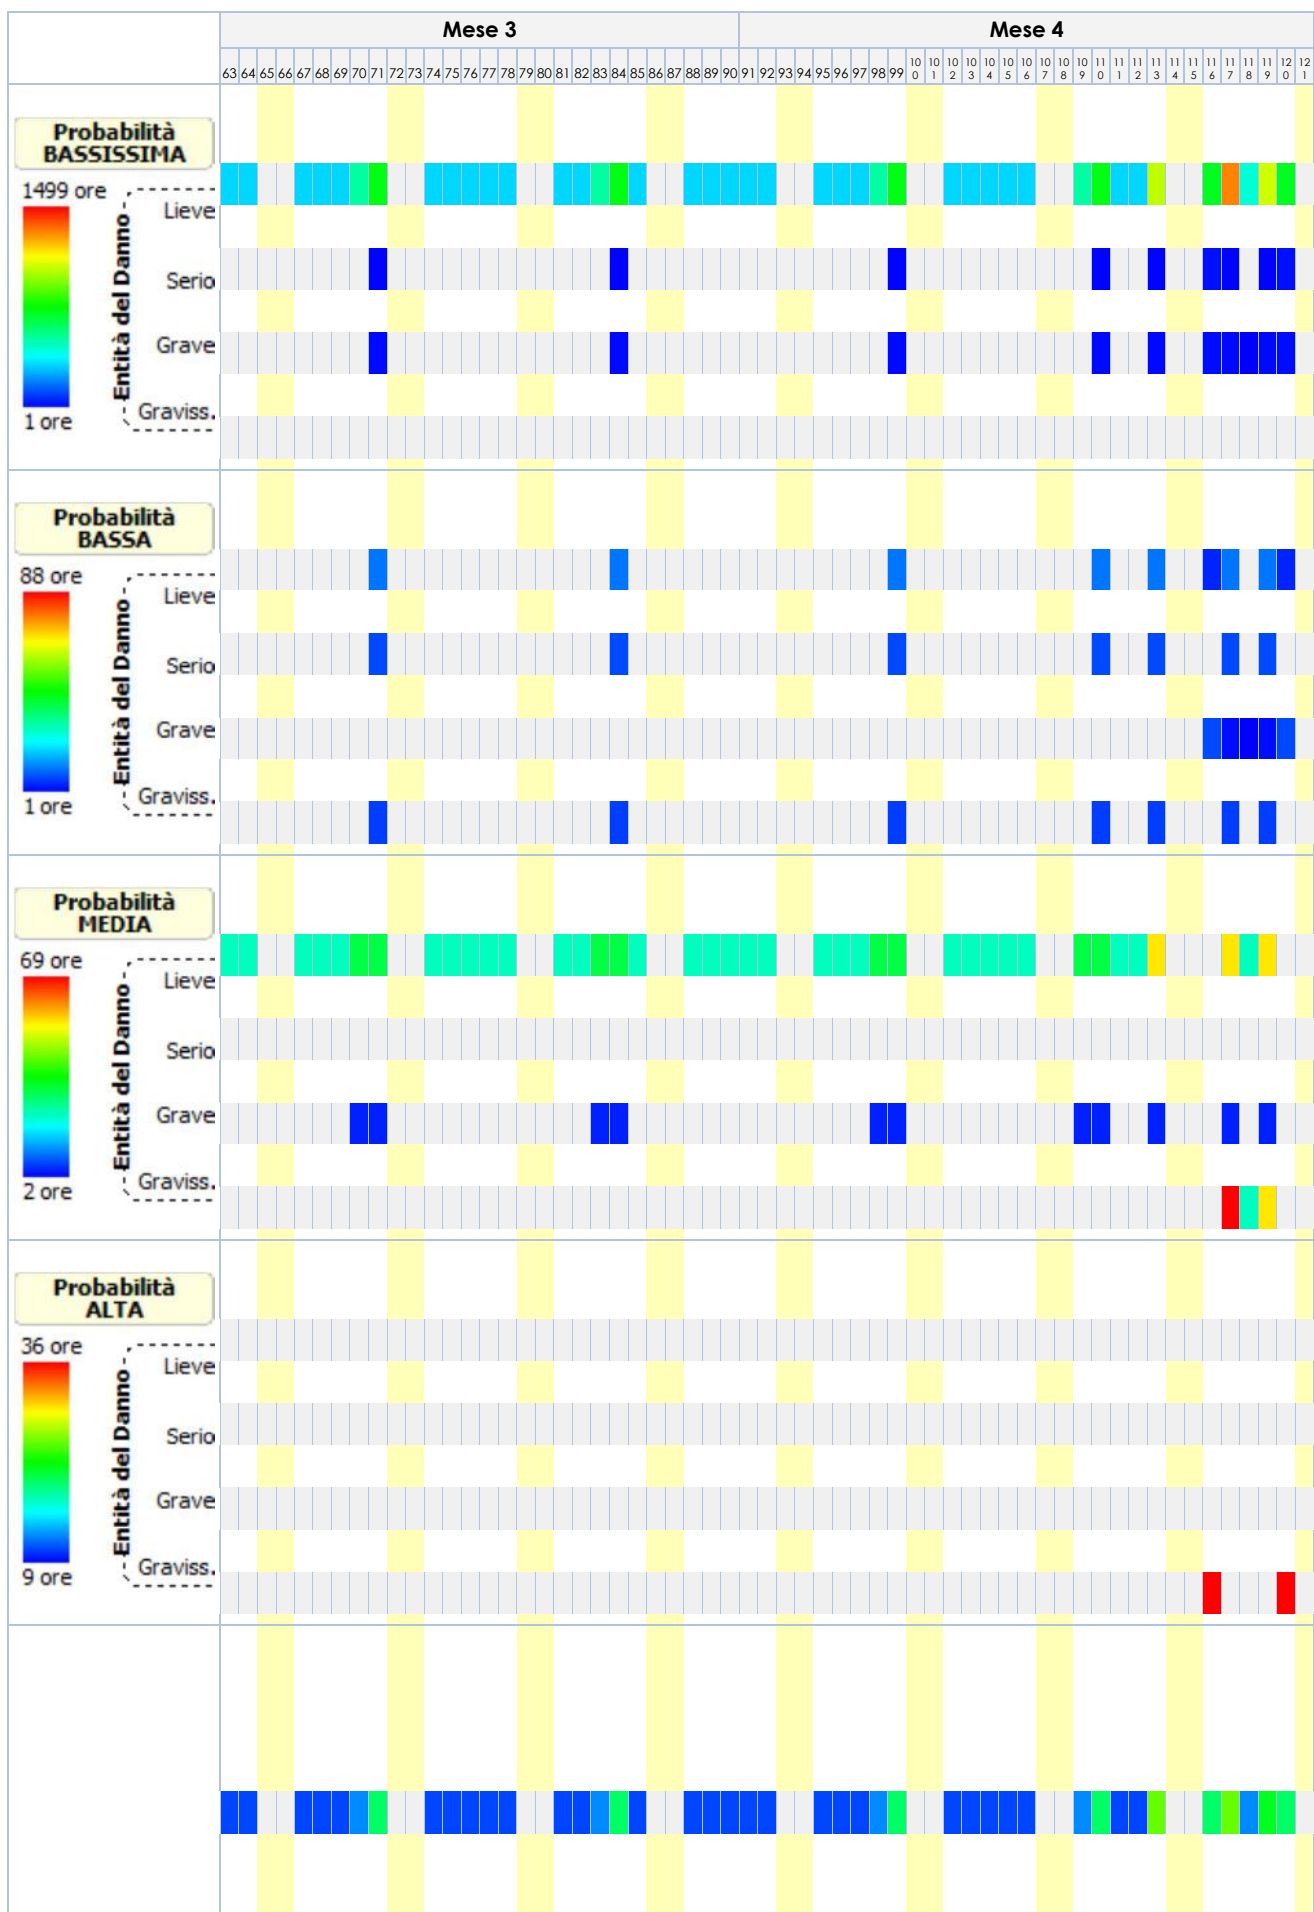 Mese 3 Mese 4
63 64 65 66 67 68 69 70 71 72 73 74 75 76 77 78 79 80 81 82 83 84 85 86 87 88 89 90 91 92 93 94 95 96 97 98 99 100 101 102 103 104 105 106 107 108 109 110 111 112 113 114 115 116 117 118 119 120 121
Probabilità
BASSISSIMA
1499 ore
Entità del Danno
Lieve
Serio
Grave
Graviss.
1 ore
Probabilità
BASSA
88 ore
Entità del Danno
Lieve
Serio
Grave
Graviss.
1 ore
Probabilità
MEDIA
69 ore
Entità del Danno
Lieve
Serio
Grave
Graviss.
2 ore
Probabilità
ALTA
36 ore
Entità del Danno
Lieve
Serio
Grave
Graviss.
9 ore